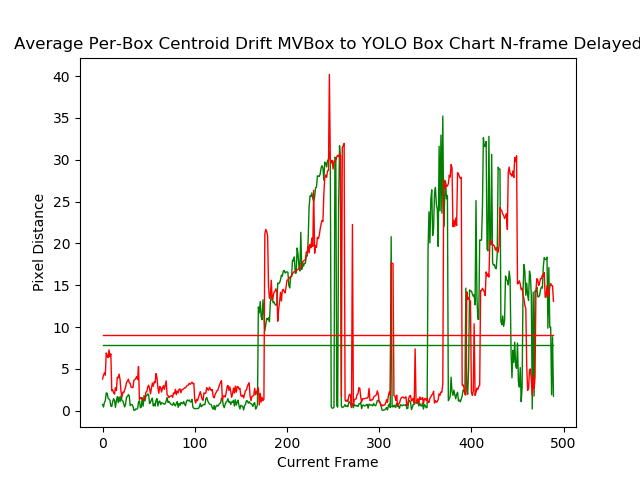 Average Per-Box Centroid Drift MVBox to YOLO Box Chart N-frame Delayed
40
35
30
25
20
15
10
5
0
Pixel Distance
0 100 200 300 400 500
Current Frame